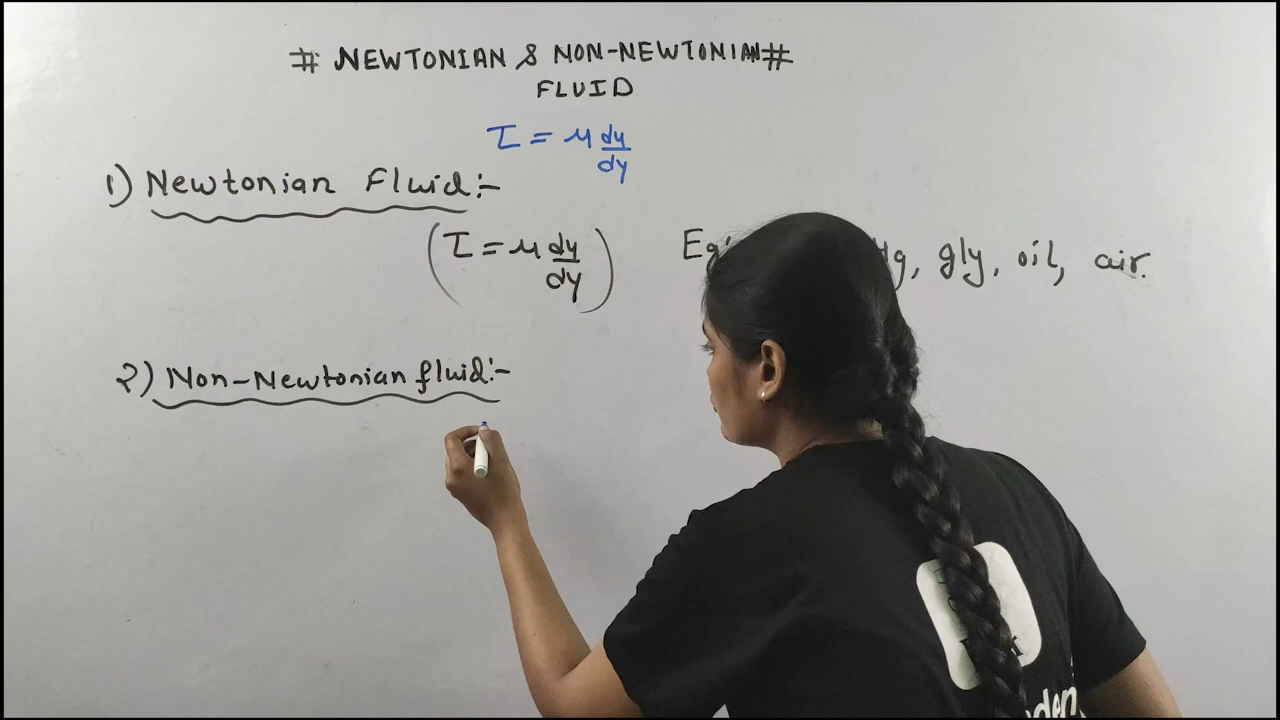 # NEWTONIAN & NON-NEWTONIAN #
FLUID
τ = μ du/dy
1) Newtonian Fluid:-
(τ = μ du/dy) Eg: Hg, gly, oil, air.
2) Non-Newtonian fluid:-